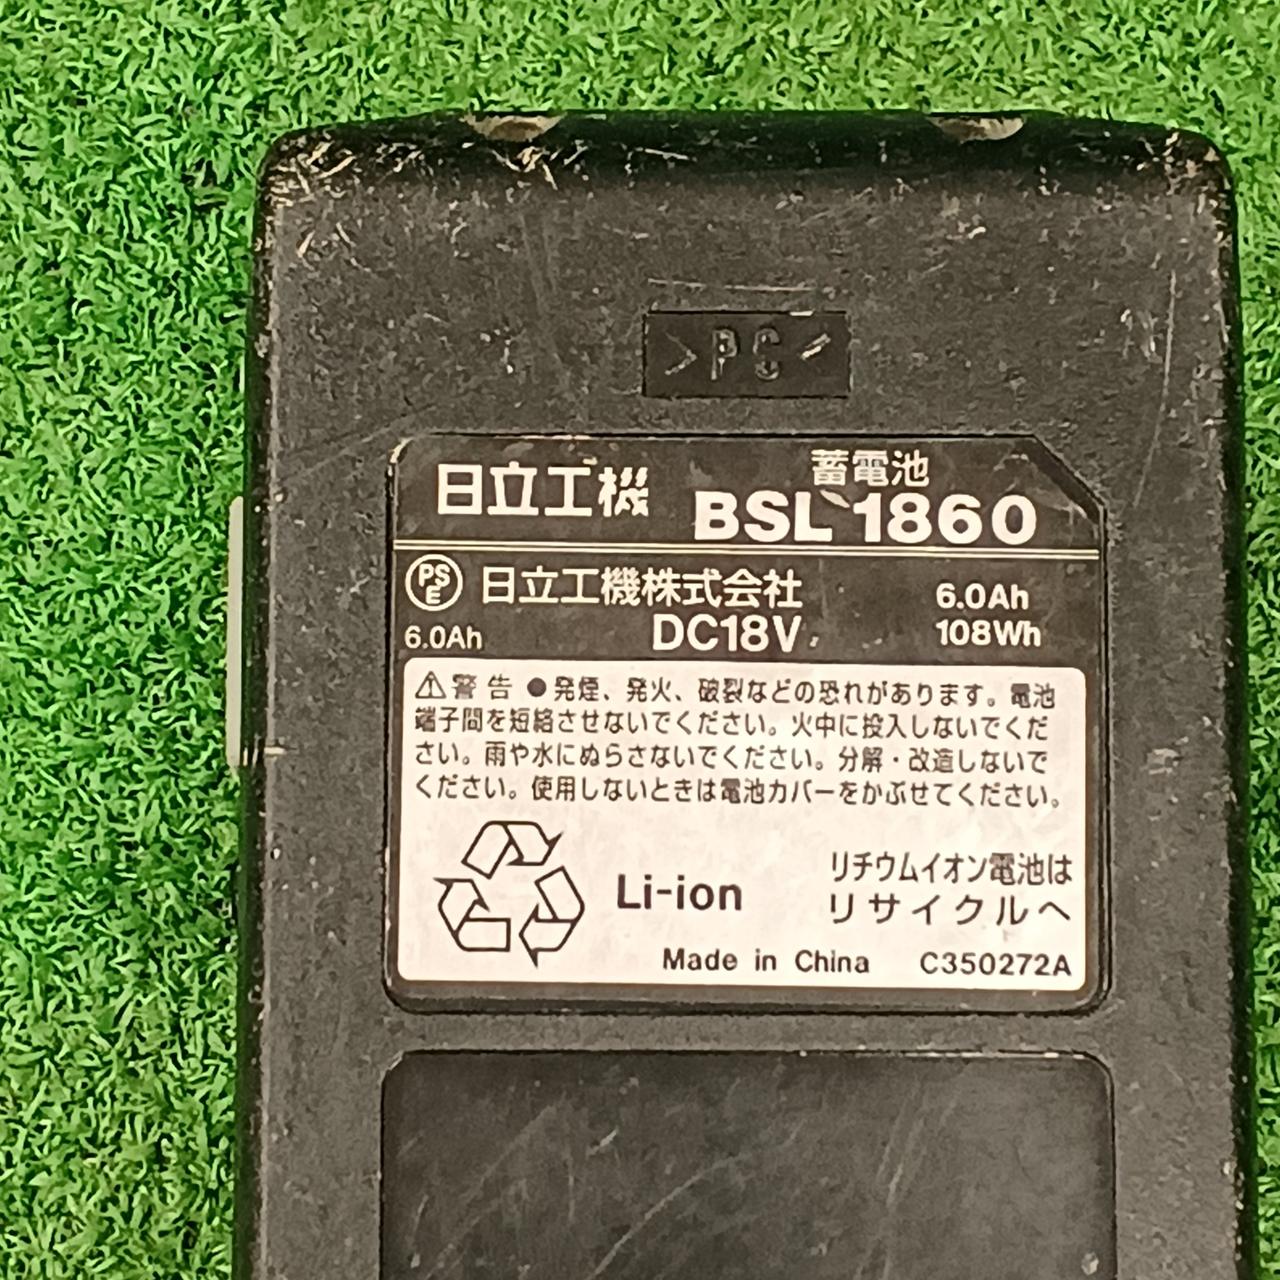 >PC<
日立工機
蓄電池
BSL 1860
PSE 日立工機株式会社 6.0Ah
6.0Ah DC18V 108Wh
⚠警告 ●発煙、発火、破裂などの恐れがあります。電池
端子間を短絡させないでください。火中に投入しないでくだ
さい。雨や水にぬらさないでください。分解・改造しないで
ください。使用しないときは電池カバーをかぶせてください。
Li-ion
リチウムイオン電池は
リサイクルへ
Made in China C350272A